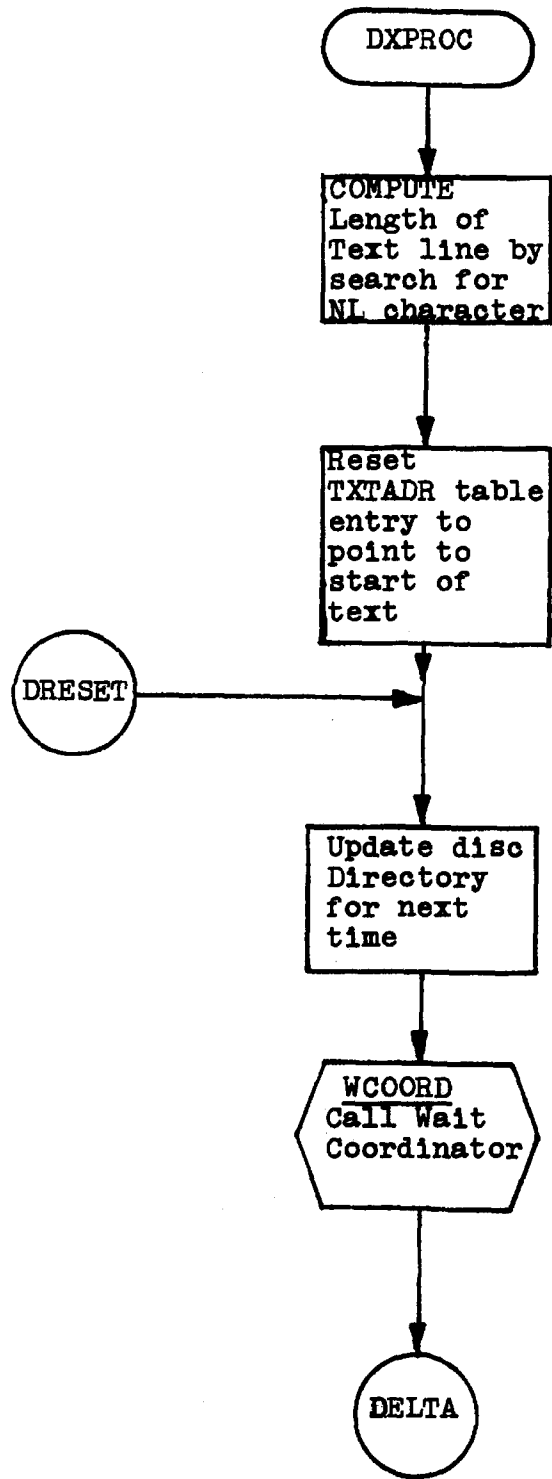 DXPROC
COMPUTE
Length of
Text line by
search for
NL character
Reset
TXTADR table
entry to
point to
start of
text
DRESET
Update disc
Directory
for next
time
WCOORD
Call Wait
Coordinator
DELTA